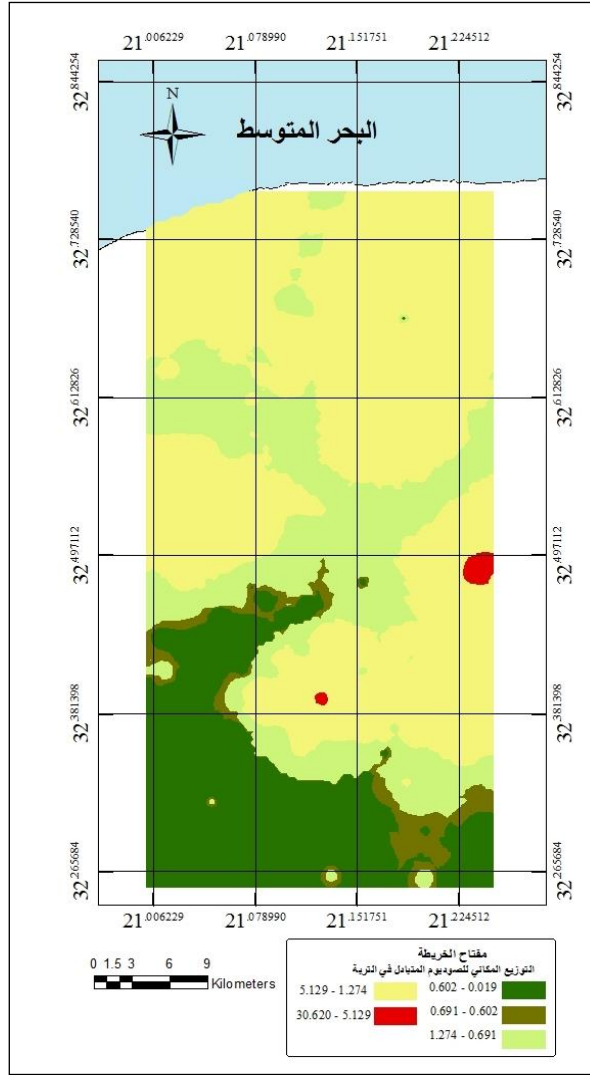 21.006229 21.078990 21.151751 21.224512
32.844254 32.844254
N
البحر المتوسط
32.728540 32.728540
32.612826 32.612826
32.497112 32.497112
32.381398 32.381398
32.265684 32.265684
21.006229 21.078990 21.151751 21.224512
0 1.5 3 6 9
Kilometers
مفتاح الخريطة
التوزيع المكاني للصوديوم المتبادل في التربة
5.129 - 1.274 0.602 - 0.019
30.620 - 5.129 0.691 - 0.602
1.274 - 0.691